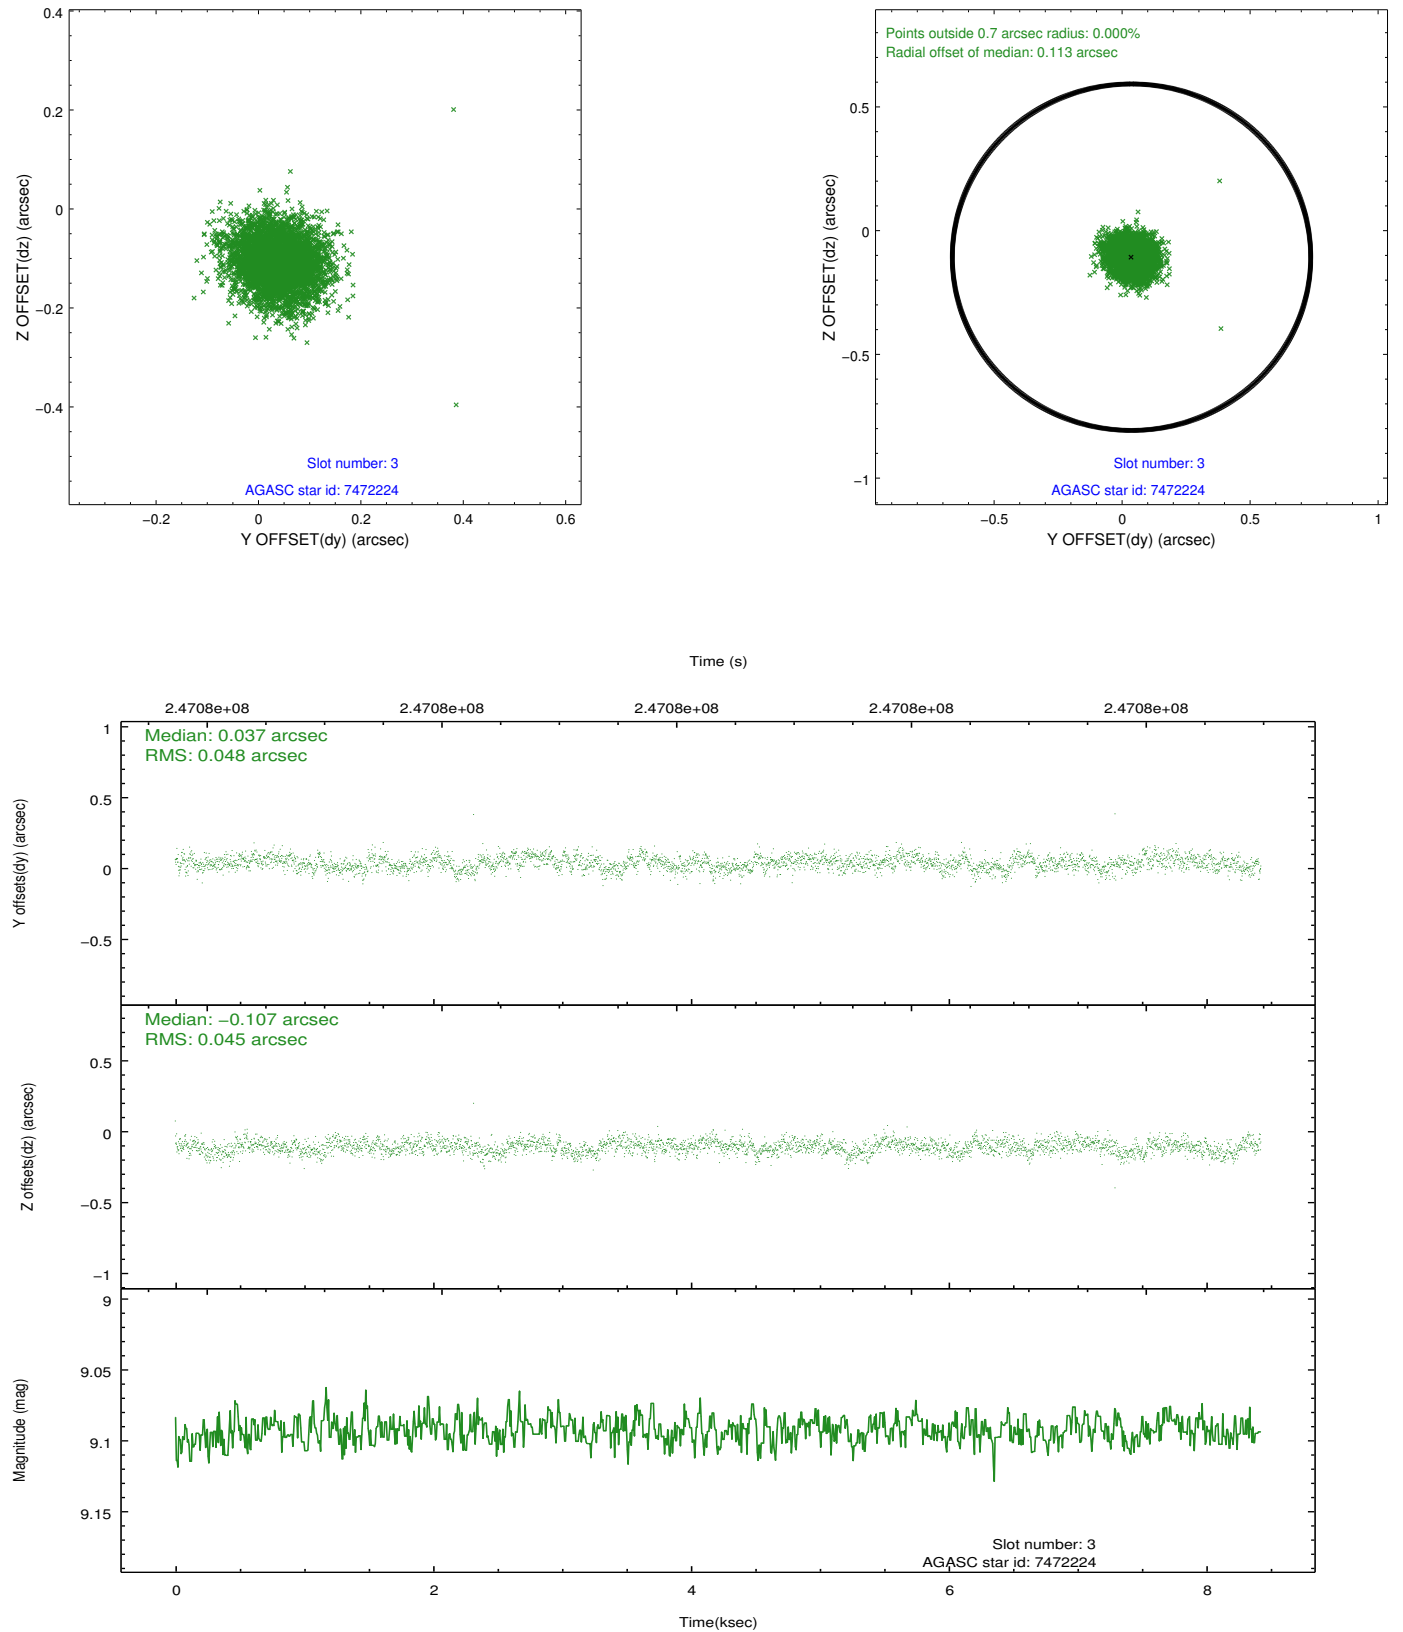 0.4
0.2
0
−0.2
−0.4
Z OFFSET(dz) (arcsec)
Slot number: 3
AGASC star id: 7472224
−0.2 0 0.2 0.4 0.6
Y OFFSET(dy) (arcsec)
Points outside 0.7 arcsec radius: 0.000%
Radial offset of median: 0.113 arcsec
0.5
0
−0.5
−1
Z OFFSET(dz) (arcsec)
Slot number: 3
AGASC star id: 7472224
−0.5 0 0.5 1
Y OFFSET(dy) (arcsec)
Time (s)
2.4708e+08 2.4708e+08 2.4708e+08 2.4708e+08 2.4708e+08
Median: 0.037 arcsec
RMS: 0.048 arcsec
1
0.5
0
−0.5
Y offsets(dy) (arcsec)
Median: −0.107 arcsec
RMS: 0.045 arcsec
0.5
0
−0.5
−1
Z offsets(dz) (arcsec)
9
9.05
9.1
9.15
Magnitude (mag)
Slot number: 3
AGASC star id: 7472224
0 2 4 6 8
Time(ksec)